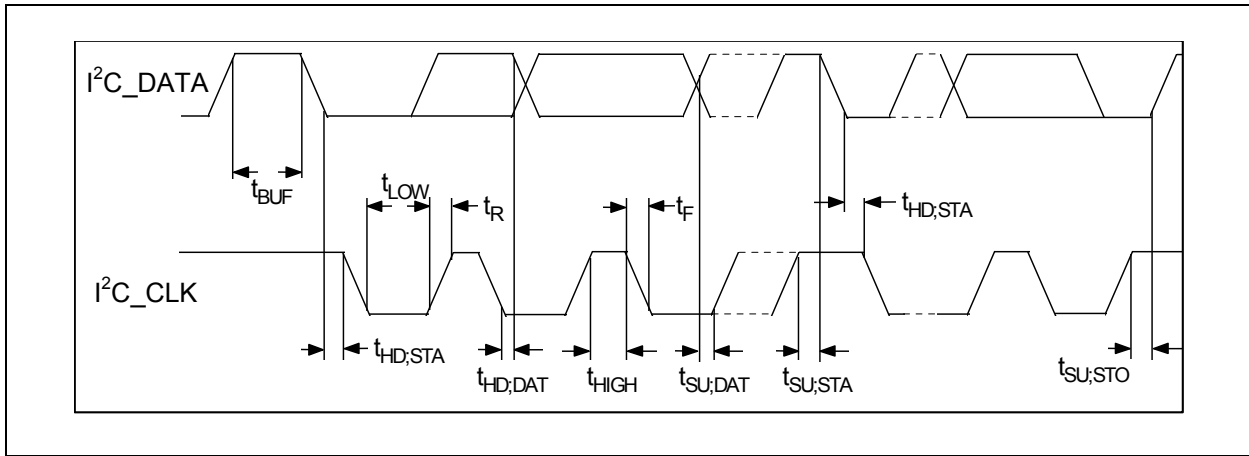 I²C_DATA
t_BUF
t_LOW
t_R
t_F
t_HD;STA
I²C_CLK
t_HD;STA
t_HD;DAT
t_HIGH
t_SU;DAT
t_SU;STA
t_SU;STO